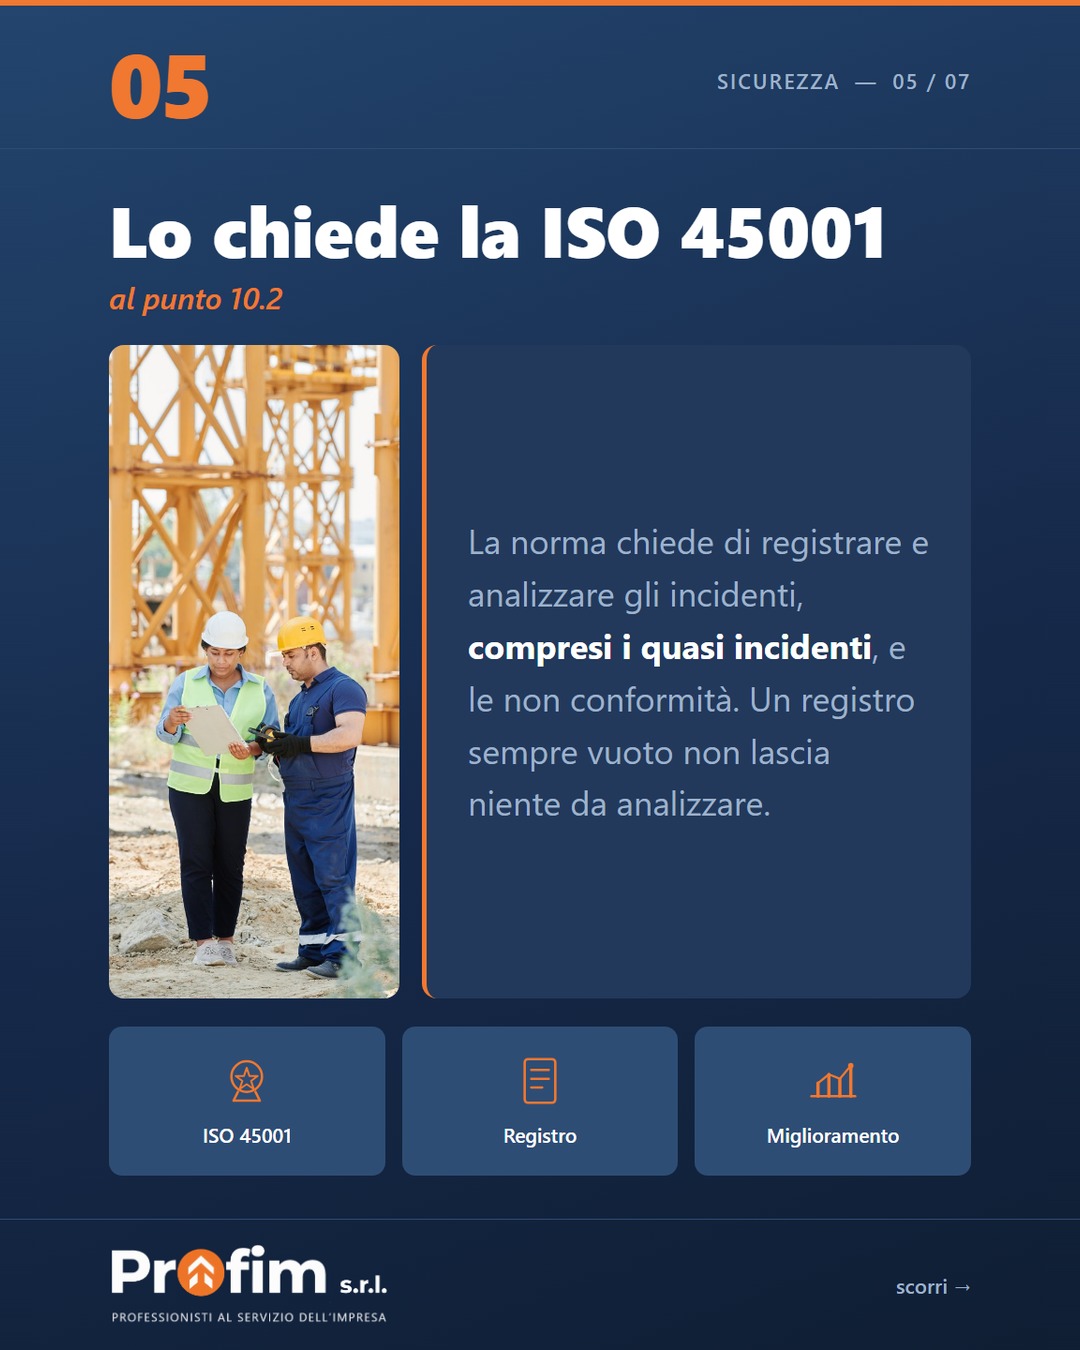 05
SICUREZZA — 05 / 07
Lo chiede la ISO 45001
al punto 10.2
La norma chiede di registrare e
analizzare gli incidenti,
compresi i quasi incidenti, e
le non conformità. Un registro
sempre vuoto non lascia
niente da analizzare.
ISO 45001
Registro
Miglioramento
Profim s.r.l.
PROFESSIONISTI AL SERVIZIO DELL'IMPRESA
scorri →